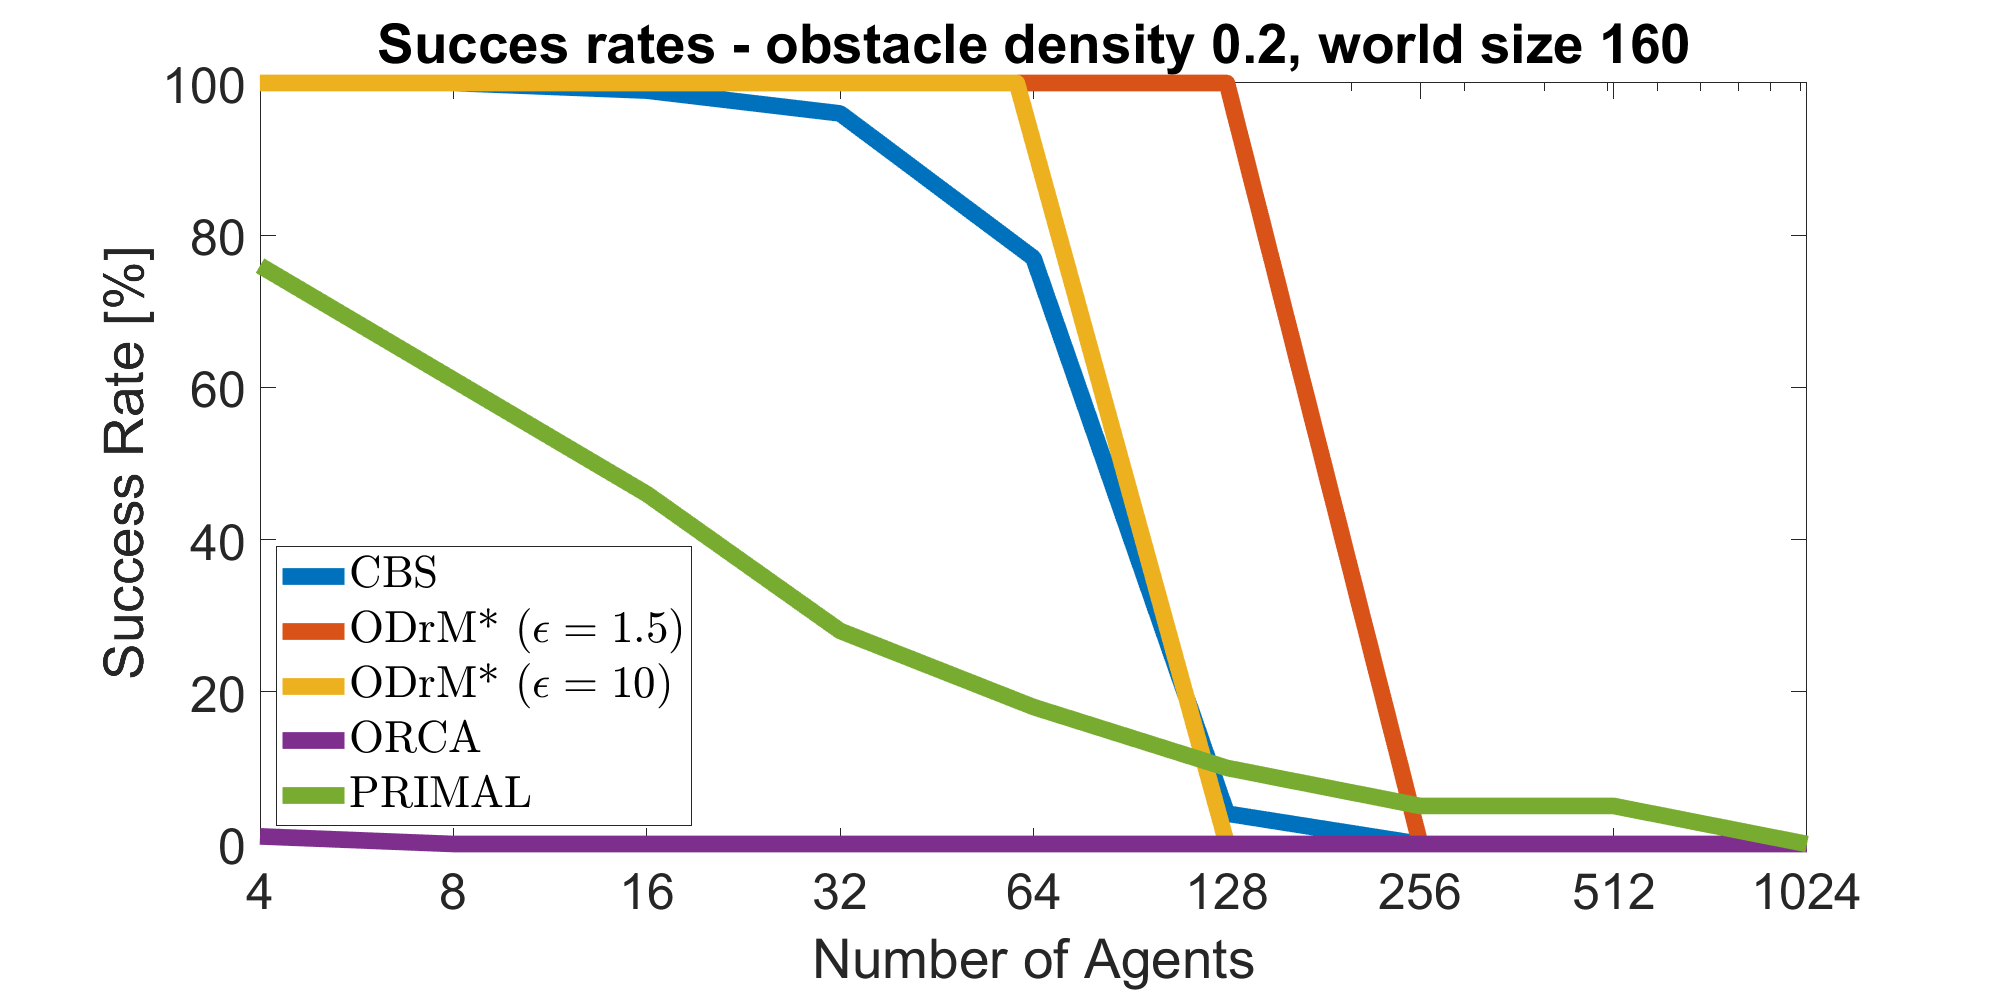 Succes rates - obstacle density 0.2, world size 160
100
80
60
40
20
0
Success Rate [%]
CBS
ODrM* (ϵ = 1.5)
ODrM* (ϵ = 10)
ORCA
PRIMAL
4 8 16 32 64 128 256 512 1024
Number of Agents